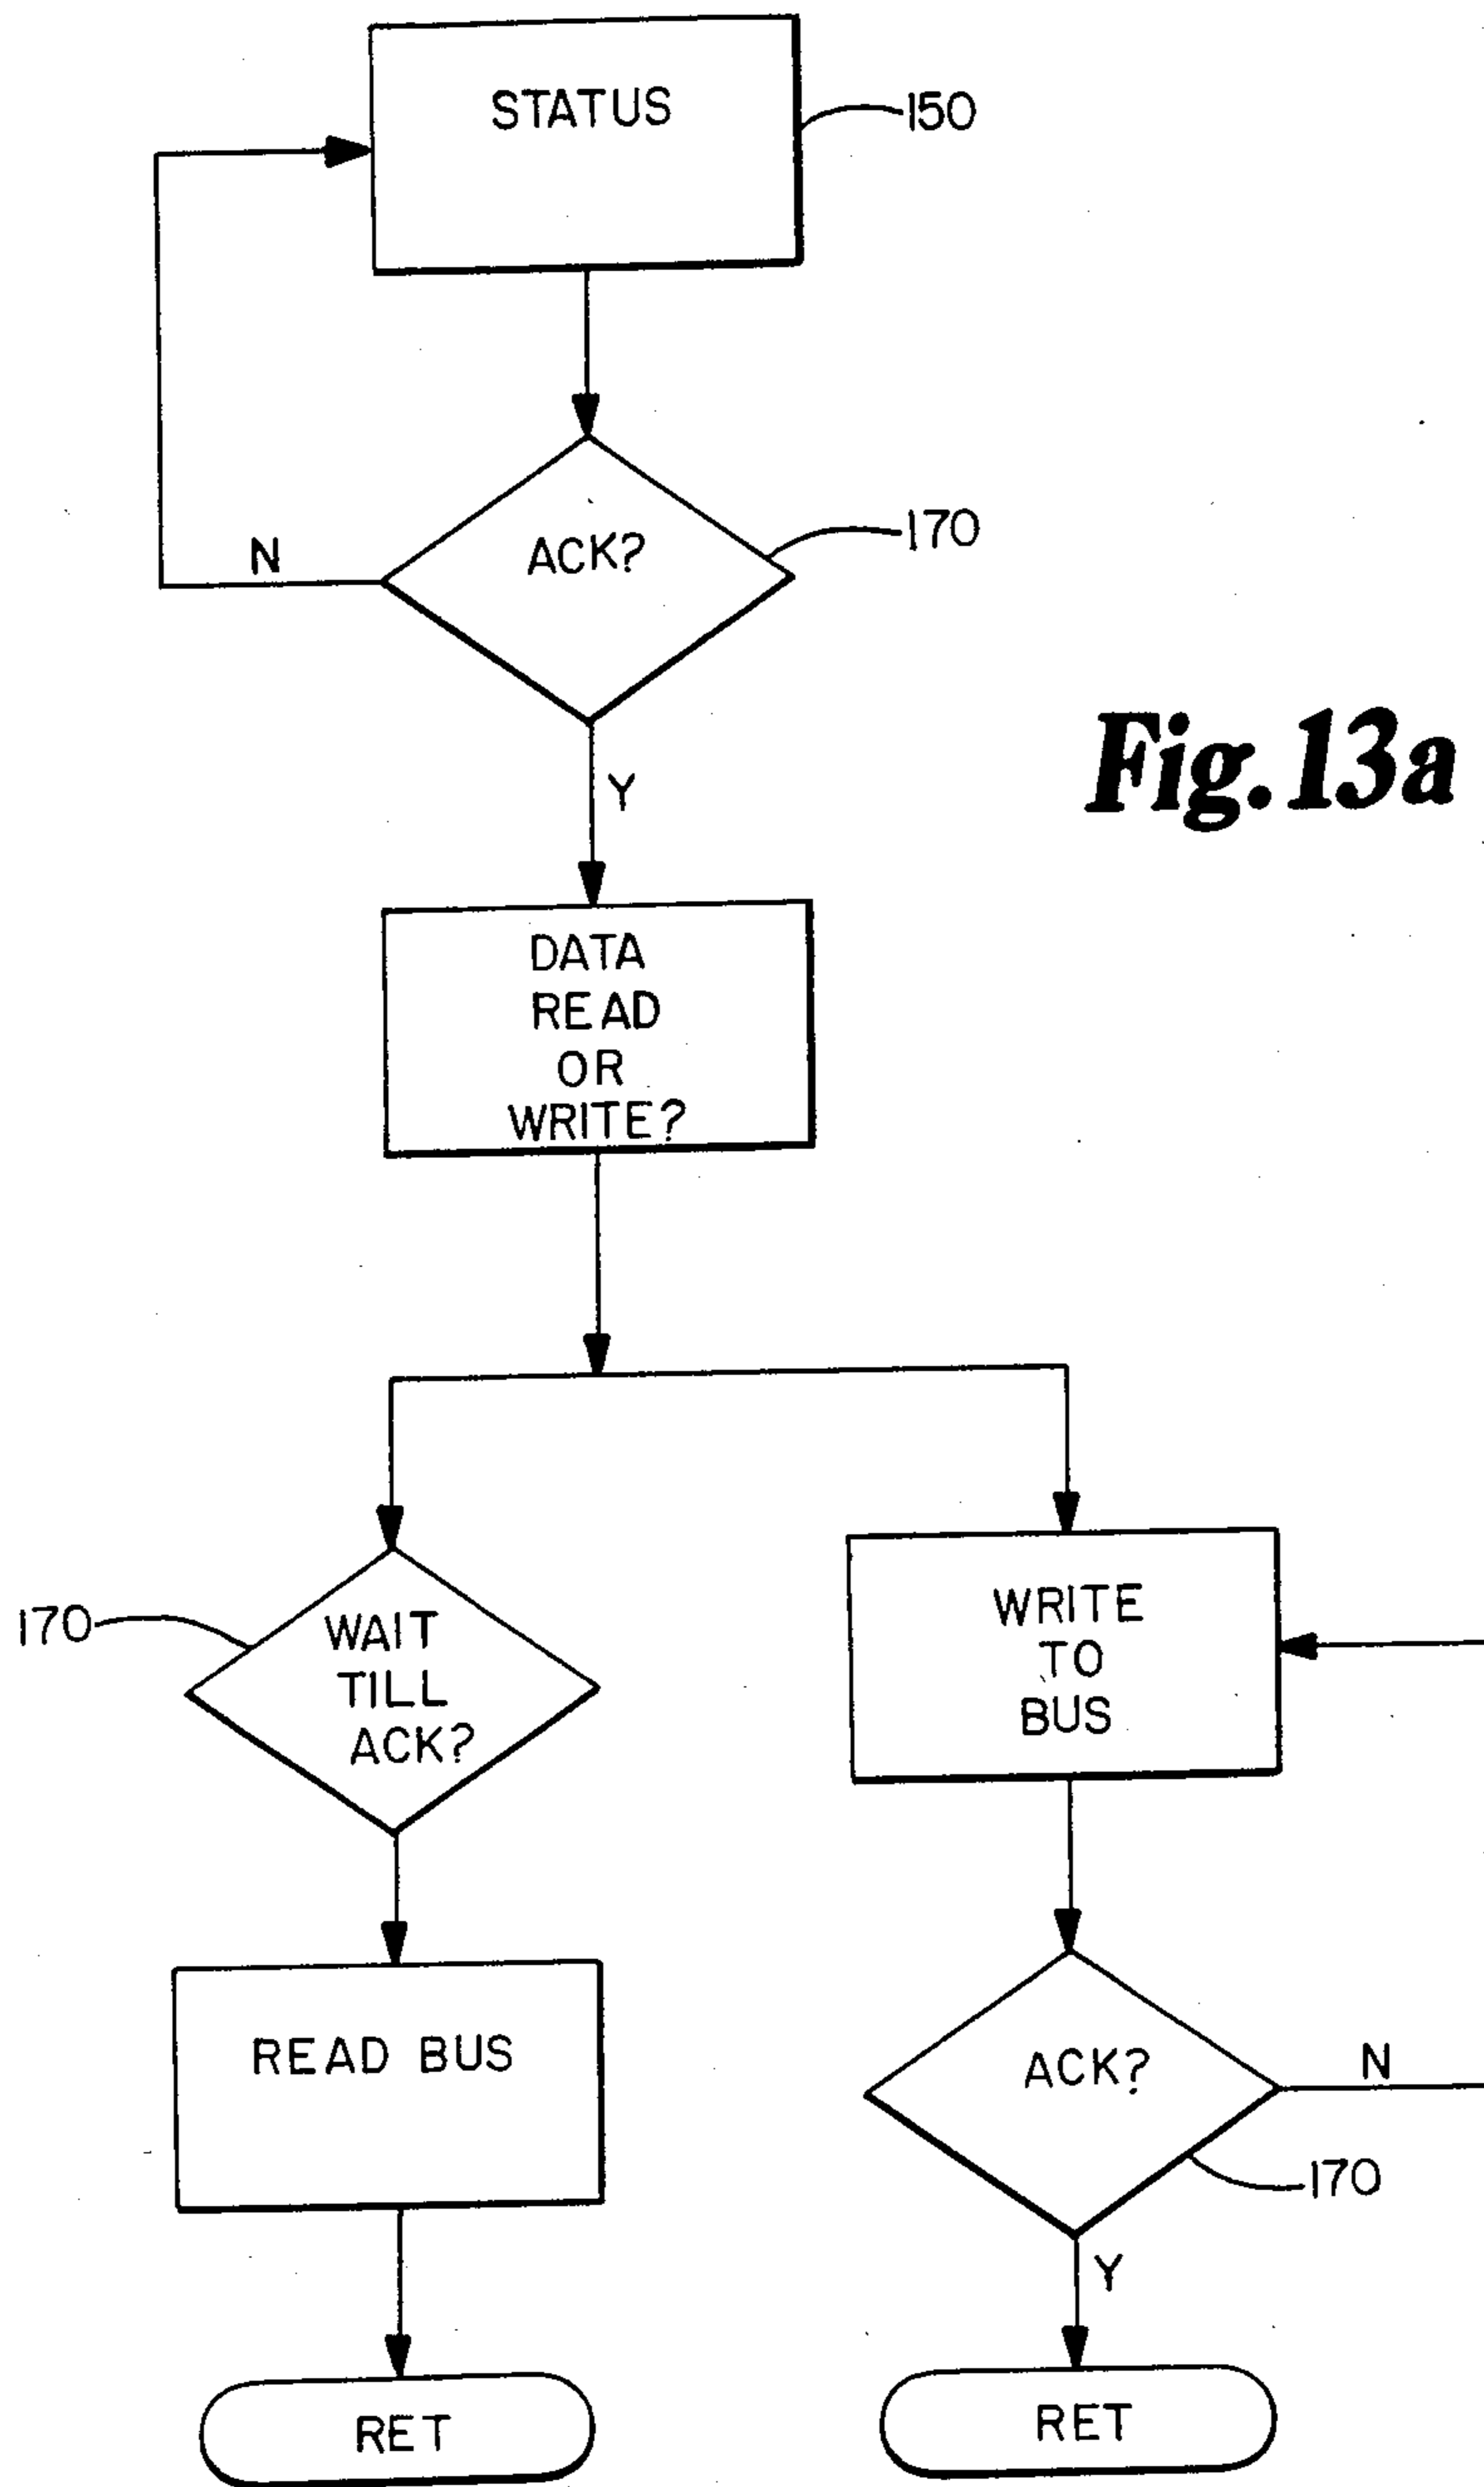 STATUS
150
ACK?
170
N
Y
Fig. 13a
DATA
READ
OR
WRITE?
170
WAIT
TILL
ACK?
WRITE
TO
BUS
READ BUS
ACK?
N
170
Y
RET
RET